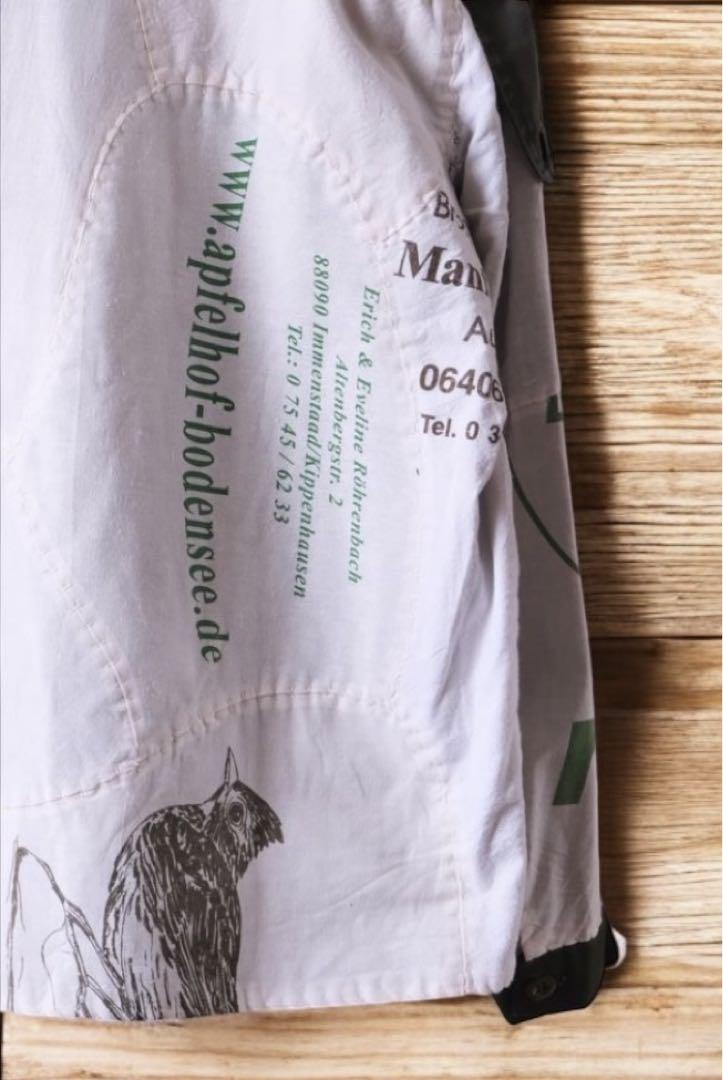 www.apfelhof-bodensee.de
Erich & Eveline Röhrenbach
Altenbergstr. 2
88090 Immenstaad/Kippenhausen
Tel.: 0 75 45 / 62 33
06406
Tel. 0 3